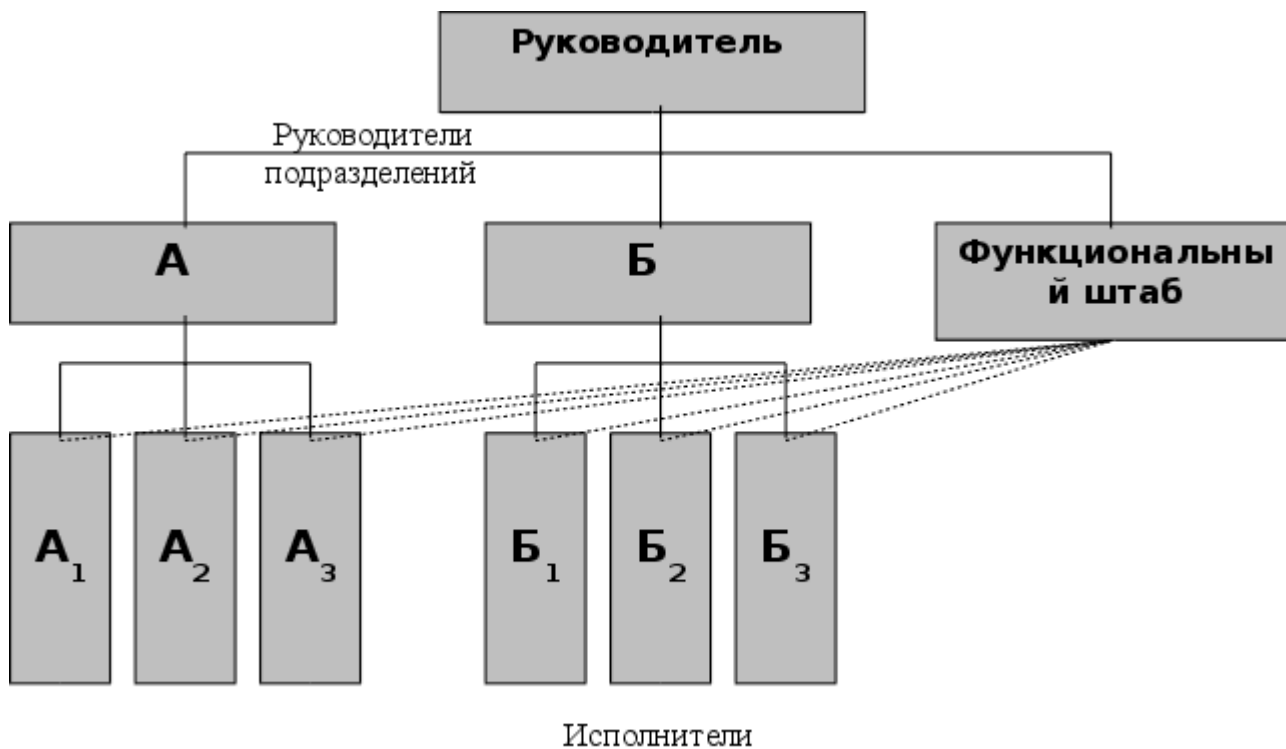 Руководитель
Руководители
подразделений
А
Б
Функциональны
й штаб
А1
А2
А3
Б1
Б2
Б3
Исполнители